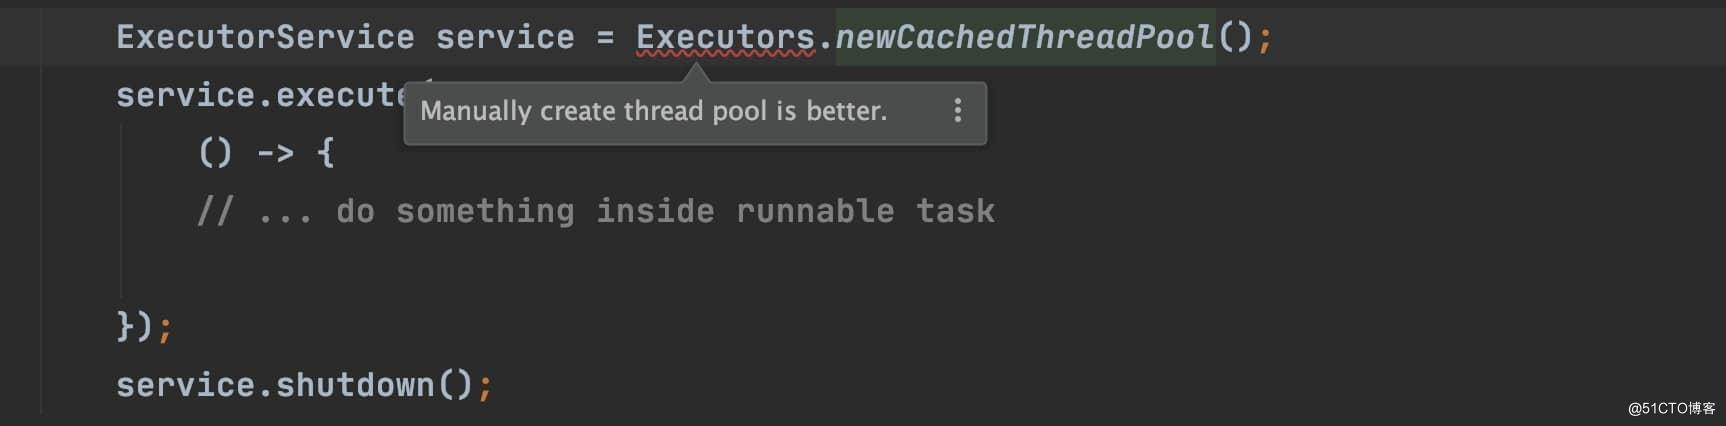 ExecutorService service = Executors.newCachedThreadPool();
service.execute(
Manually create thread pool is better.
() -> {
// ... do something inside runnable task
});
service.shutdown();
@51CTO博客